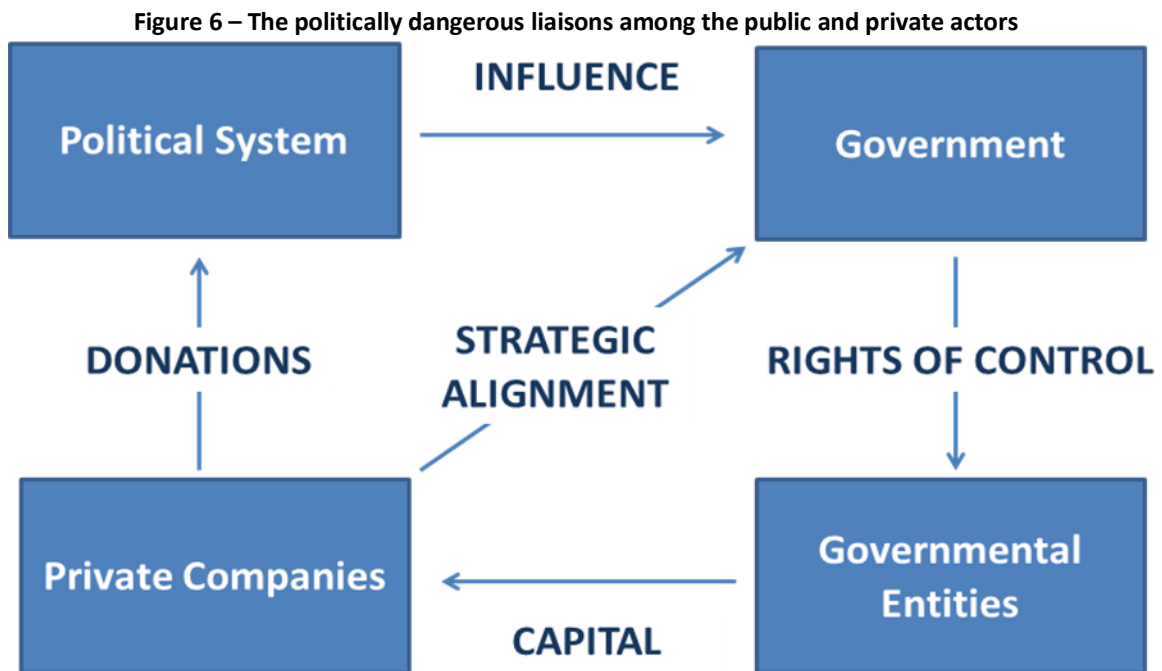 Figure 6 – The politically dangerous liaisons among the public and private actors
INFLUENCE
Political System
Government
DONATIONS
STRATEGIC
ALIGNMENT
RIGHTS OF CONTROL
Private Companies
Governmental
Entities
CAPITAL